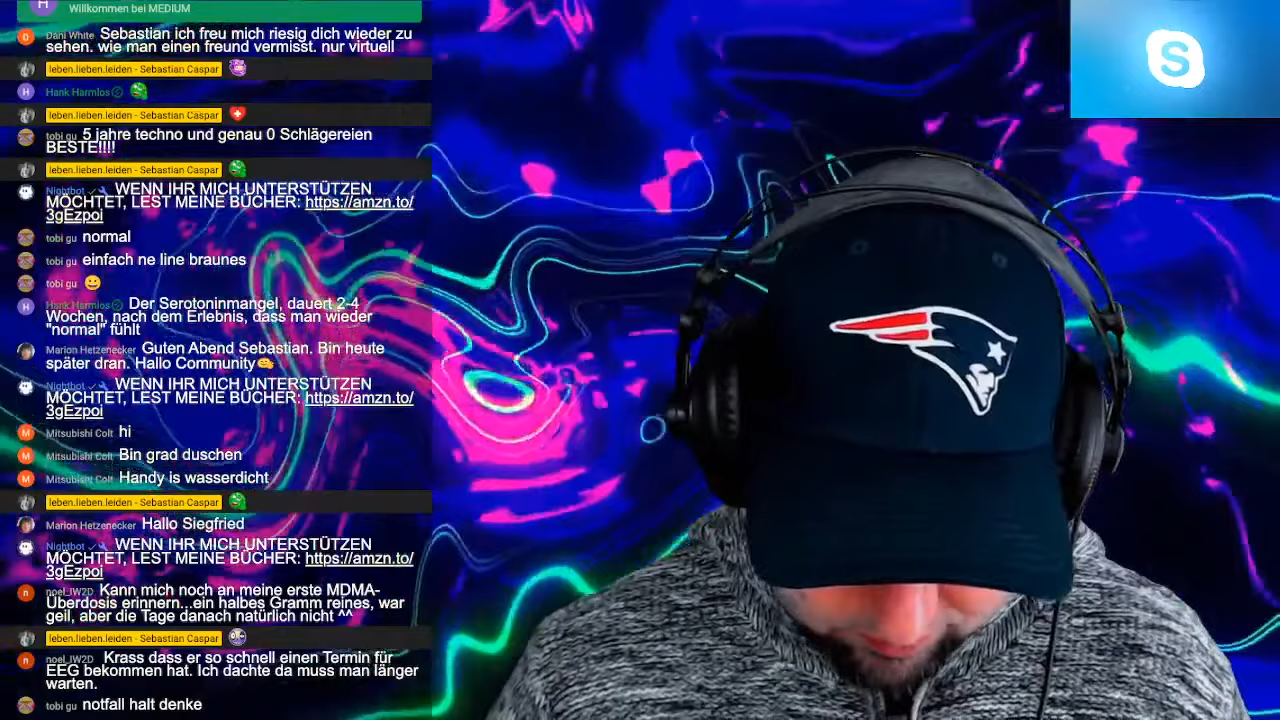 H
Willkommen bei MEDIUM
D Dani White Sebastian ich freu mich riesig dich wieder zu
sehen. wie man einen freund vermisst. nur virtuell
leben.lieben.leiden - Sebastian Caspar
H Hank Harmlos
leben.lieben.leiden - Sebastian Caspar
tobi gu 5 jahre techno und genau 0 Schlägereien
BESTE!!!!
leben.lieben.leiden - Sebastian Caspar
Nightbot WENN IHR MICH UNTERSTÜTZEN
MÖCHTET, LEST MEINE BÜCHER: https://amzn.to/
3gEzpoi
tobi gu normal
tobi gu einfach ne line braunes
tobi gu 😀
H Hank Harmlos Der Serotoninmangel, dauert 2-4
Wochen, nach dem Erlebnis, dass man wieder
"normal" fühlt
Marion Hetzenecker Guten Abend Sebastian. Bin heute
später dran. Hallo Community
Nightbot WENN IHR MICH UNTERSTÜTZEN
MÖCHTET, LEST MEINE BÜCHER: https://amzn.to/
3gEzpoi
M Mitsubishi Colt hi
M Mitsubishi Colt Bin grad duschen
M Mitsubishi Colt Handy is wasserdicht
leben.lieben.leiden - Sebastian Caspar
Marion Hetzenecker Hallo Siegfried
Nightbot WENN IHR MICH UNTERSTÜTZEN
MÖCHTET, LEST MEINE BÜCHER: https://amzn.to/
3gEzpoi
n noel_IW2D Kann mich noch an meine erste MDMA-
Überdosis erinnern...ein halbes Gramm reines, war
geil, aber die Tage danach natürlich nicht ^^
leben.lieben.leiden - Sebastian Caspar
n noel_IW2D Krass dass er so schnell einen Termin für
EEG bekommen hat. Ich dachte da muss man länger
warten.
tobi gu notfall halt denke
S